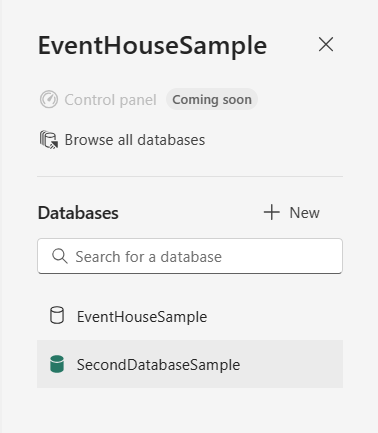 EventHouseSample
Control panel Coming soon
Browse all databases
Databases New
Search for a database
EventHouseSample
SecondDatabaseSample